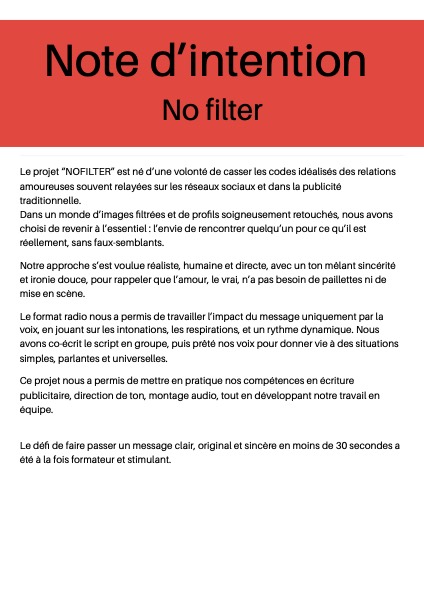 Note d’intention
No filter
Le projet “NOFILTER” est né d’une volonté de casser les codes idéalisés des relations
amoureuses souvent relayées sur les réseaux sociaux et dans la publicité
traditionnelle.
Dans un monde d’images filtrées et de profils soigneusement retouchés, nous avons
choisi de revenir à l’essentiel : l’envie de rencontrer quelqu’un pour ce qu’il est
réellement, sans faux-semblants.
Notre approche s’est voulue réaliste, humaine et directe, avec un ton mêlant sincérité
et ironie douce, pour rappeler que l’amour, le vrai, n’a pas besoin de paillettes ni de
mise en scène.
Le format radio nous a permis de travailler l’impact du message uniquement par la
voix, en jouant sur les intonations, les respirations, et un rythme dynamique. Nous
avons co-écrit le script en groupe, puis prêté nos voix pour donner vie à des situations
simples, parlantes et universelles.
Ce projet nous a permis de mettre en pratique nos compétences en écriture
publicitaire, direction de ton, montage audio, tout en développant notre travail en
équipe.
Le défi de faire passer un message clair, original et sincère en moins de 30 secondes a
été à la fois formateur et stimulant.